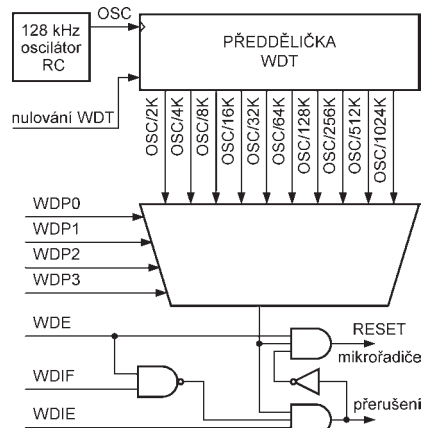 OSC
128 kHz
oscilátor
RC
PŘEDDĚLIČKA
WDT
nulování WDT
OSC/2K
OSC/4K
OSC/8K
OSC/16K
OSC/32K
OSC/64K
OSC/128K
OSC/256K
OSC/512K
OSC/1024K
WDP0
WDP1
WDP2
WDP3
WDE
RESET
mikrořadiče
WDIF
WDIE
přerušení